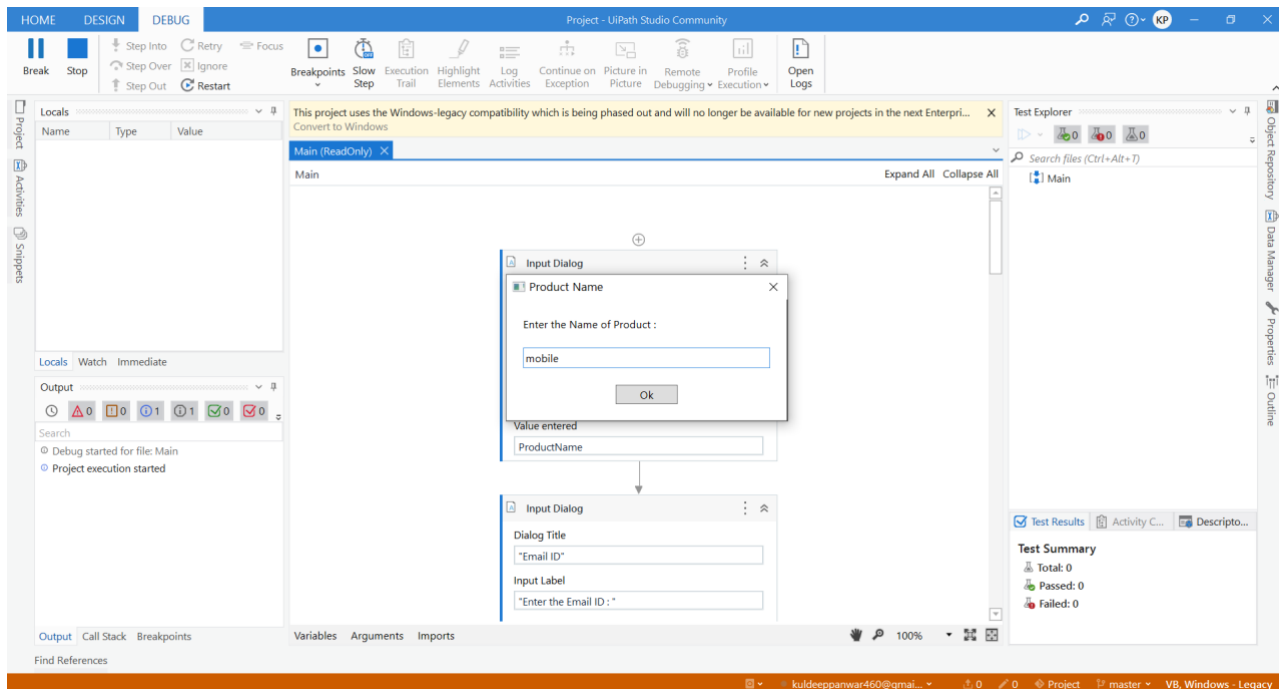 HOME DESIGN DEBUG Project - UiPath Studio Community KP
Break Stop Step Into Step Over Step Out Retry Ignore Restart Focus
Breakpoints Slow Step Execution Trail Highlight Elements Log Activities Continue on Exception Picture in Picture Remote Debugging Profile Execution Open Logs
Project
Activities
Snippets
Locals
Name Type Value
Locals Watch Immediate
Output
0 0 1 1 0 0
Search
Debug started for file: Main
Project execution started
Output Call Stack Breakpoints
Find References
This project uses the Windows-legacy compatibility which is being phased out and will no longer be available for new projects in the next Enterpri...
Convert to Windows
Main (ReadOnly)
Main Expand All Collapse All
Input Dialog
Product Name
Enter the Name of Product :
mobile
Ok
Value entered
ProductName
Input Dialog
Dialog Title
"Email ID"
Input Label
"Enter the Email ID : "
Variables Arguments Imports 100%
Test Explorer
0 0 0
Search files (Ctrl+Alt+T)
Main
Test Results Activity C... Descripto...
Test Summary
Total: 0
Passed: 0
Failed: 0
Object Repository
Data Manager
Properties
Outline
kuldeeppanwar460@gmai... 0 0 Project master VB, Windows - Legacy